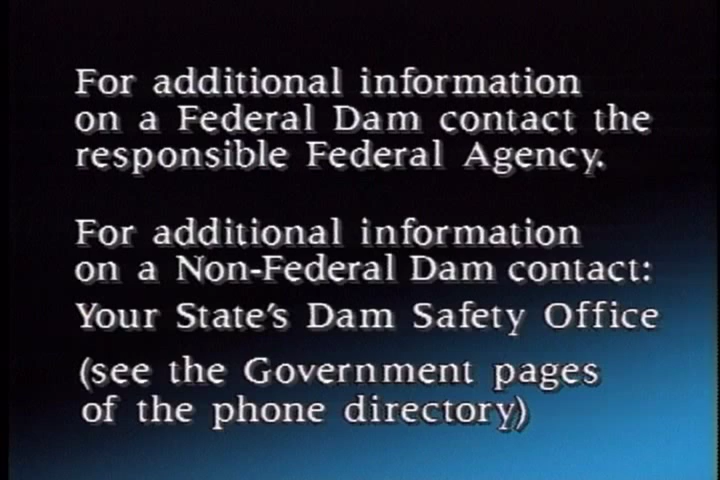 For additional information
on a Federal Dam contact the
responsible Federal Agency.
For additional information
on a Non-Federal Dam contact:
Your State's Dam Safety Office
(see the Government pages
of the phone directory)